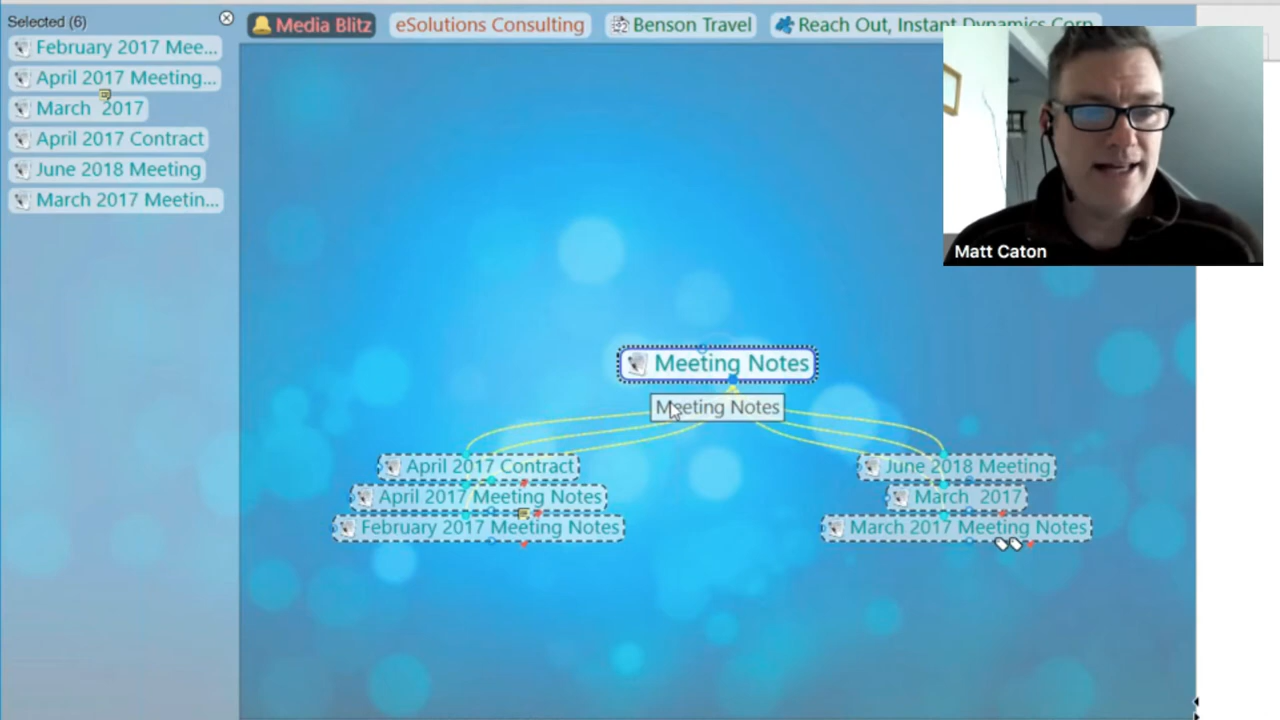 Selected (6)
February 2017 Mee...
April 2017 Meeting...
March 2017
April 2017 Contract
June 2018 Meeting
March 2017 Meetin...
Media Blitz
eSolutions Consulting
Benson Travel
Reach Out, Instant Dynamics Corp
Matt Caton
Meeting Notes
Meeting Notes
April 2017 Contract
April 2017 Meeting Notes
February 2017 Meeting Notes
June 2018 Meeting
March 2017
March 2017 Meeting Notes